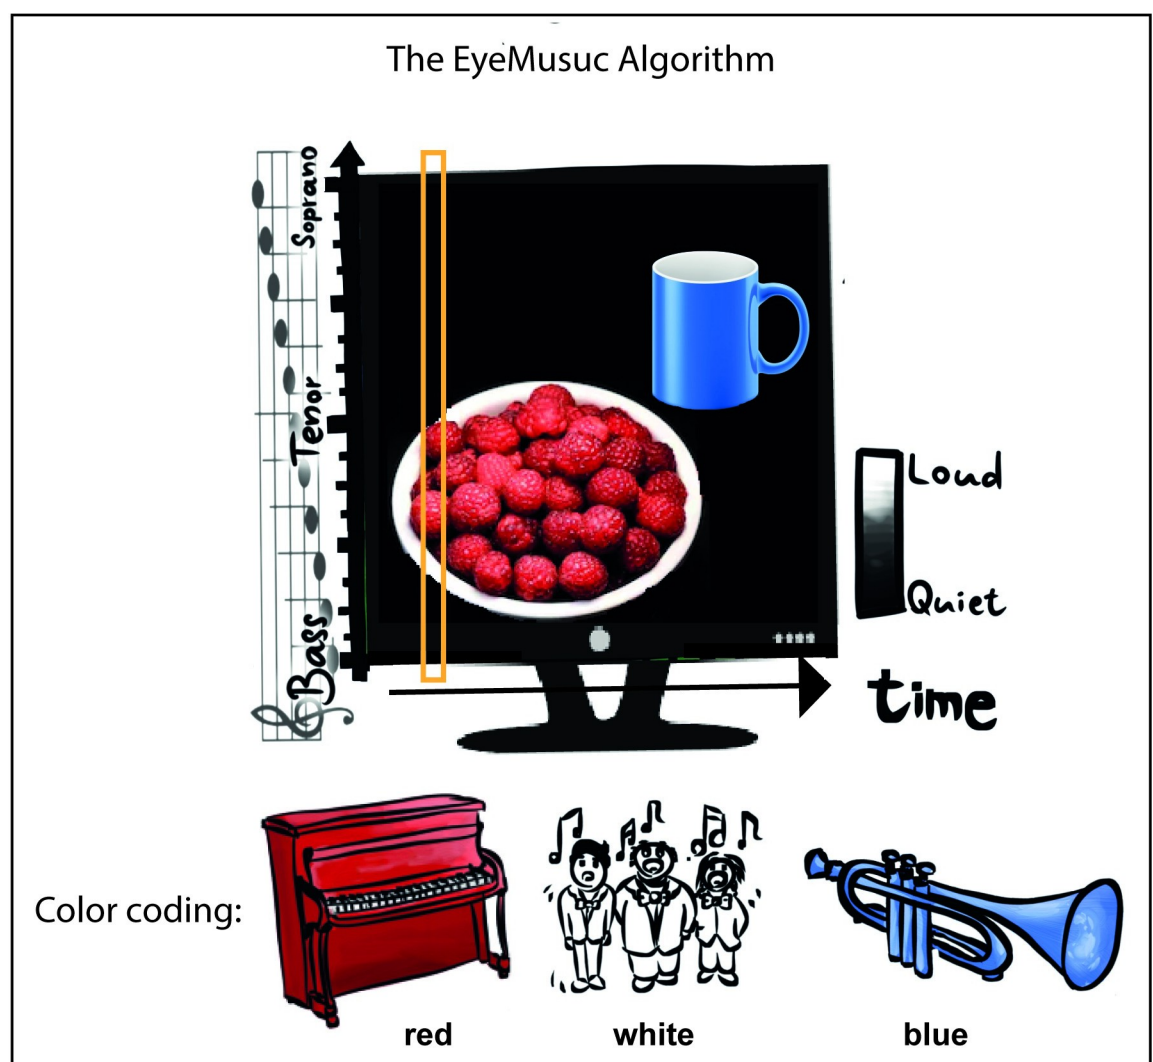 The EyeMusuc Algorithm
Soprano
Tenor
Bass
Loud
Quiet
time
Color coding:
red
white
blue